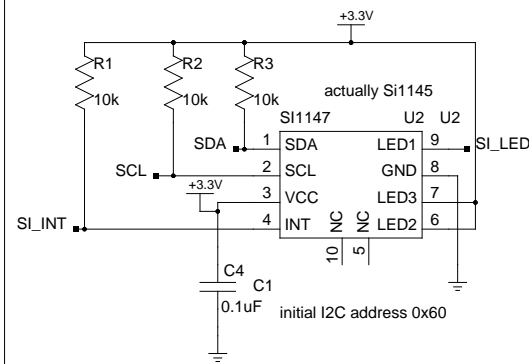 +3.3V
R1
R2
R3
10k
10k
10k
actually Si1145
SI1147
U2
U2
SDA
1
SDA
LED1
9
SI_LED
SCL
2
SCL
GND
8
+3.3V
3
VCC
LED3
7
SI_INT
4
INT
NC
NC
LED2
6
10
5
C4
C1
0.1uF
initial I2C address 0x60